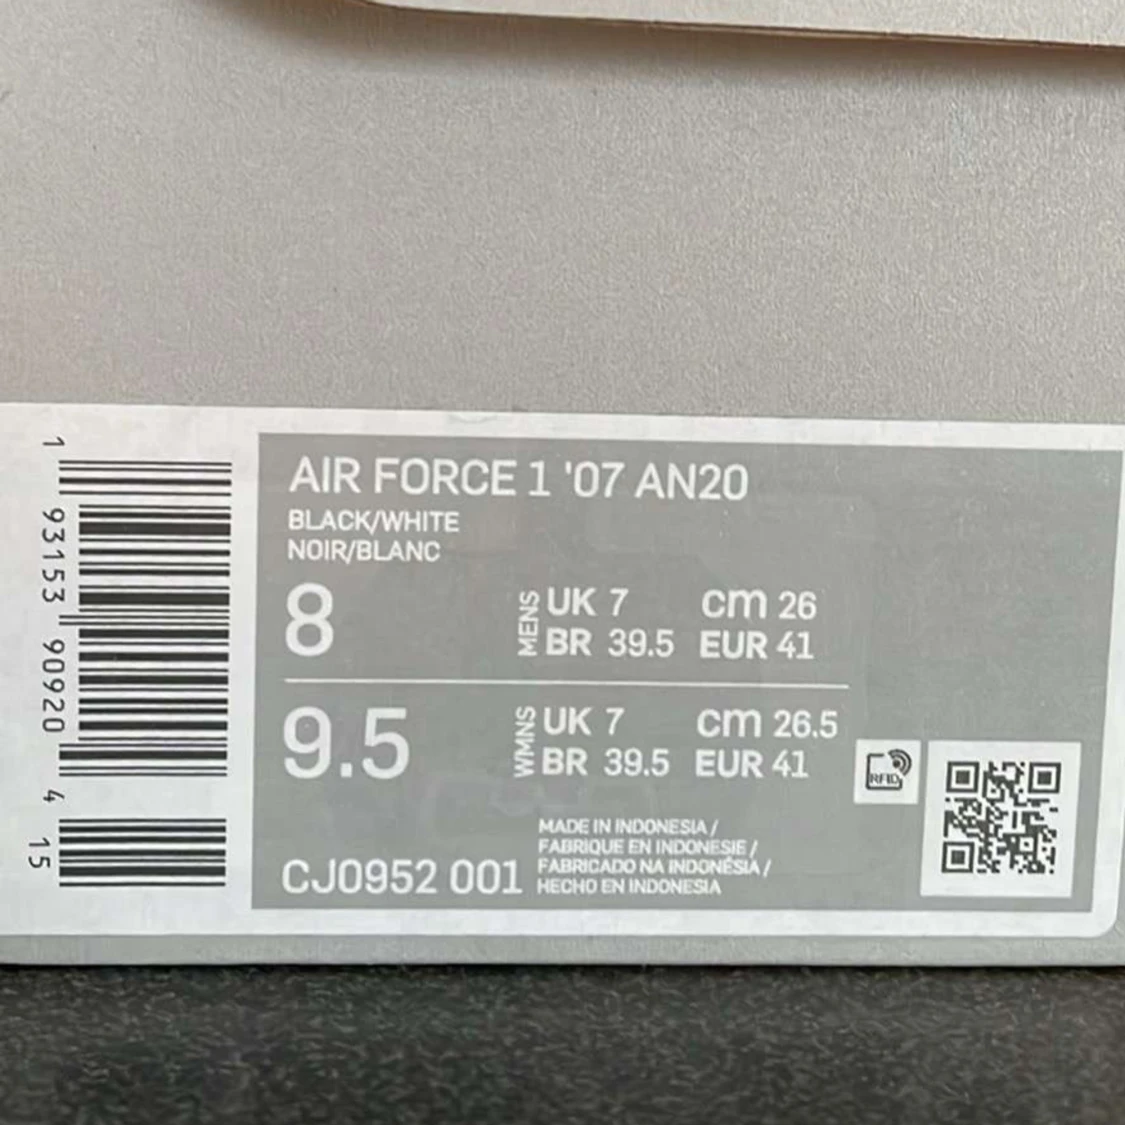 AIR FORCE 1 '07 AN20
BLACK/WHITE
NOIR/BLANC
8
MENS
UK 7 cm 26
BR 39.5 EUR 41
9.5
WMNS
UK 7 cm 26.5
BR 39.5 EUR 41
CJ0952 001
MADE IN INDONESIA /
FABRIQUE EN INDONESIE /
FABRICADO NA INDONÉSIA /
HECHO EN INDONESIA
RFID
1 93153 90920 4 15